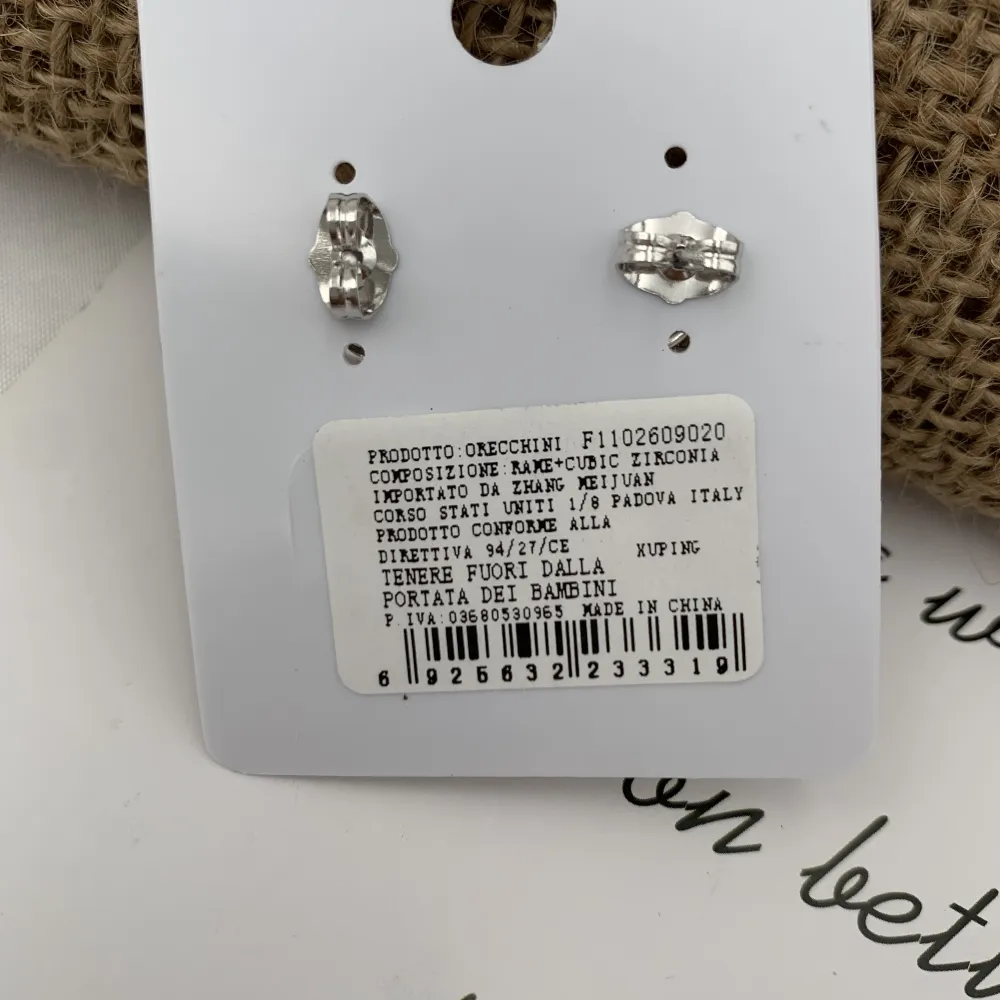 PRODOTTO:ORECCHINI F1102609020
COMPOSIZIONE:RAME+CUBIC ZIRCONIA
IMPORTATO DA ZHANG MEIJUAN
CORSO STATI UNITI 1/8 PADOVA ITALY
PRODOTTO CONFORME ALLA
DIRETTIVA 94/27/CE XUPING
TENERE FUORI DALLA
PORTATA DEI BAMBINI
P.IVA:03680530965 MADE IN CHINA
6 925632 233319
on